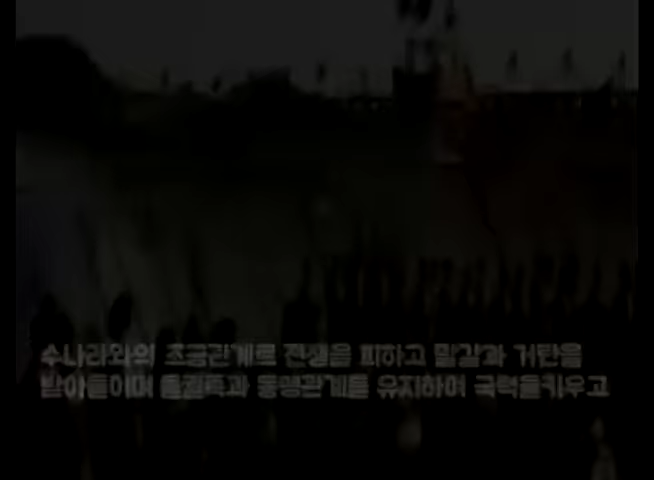 수나라와의 조공관계로 전쟁을 피하고 말갈과 거란을
받아들이며 돌궐족과 동맹관계를 유지하며 국력을키우고